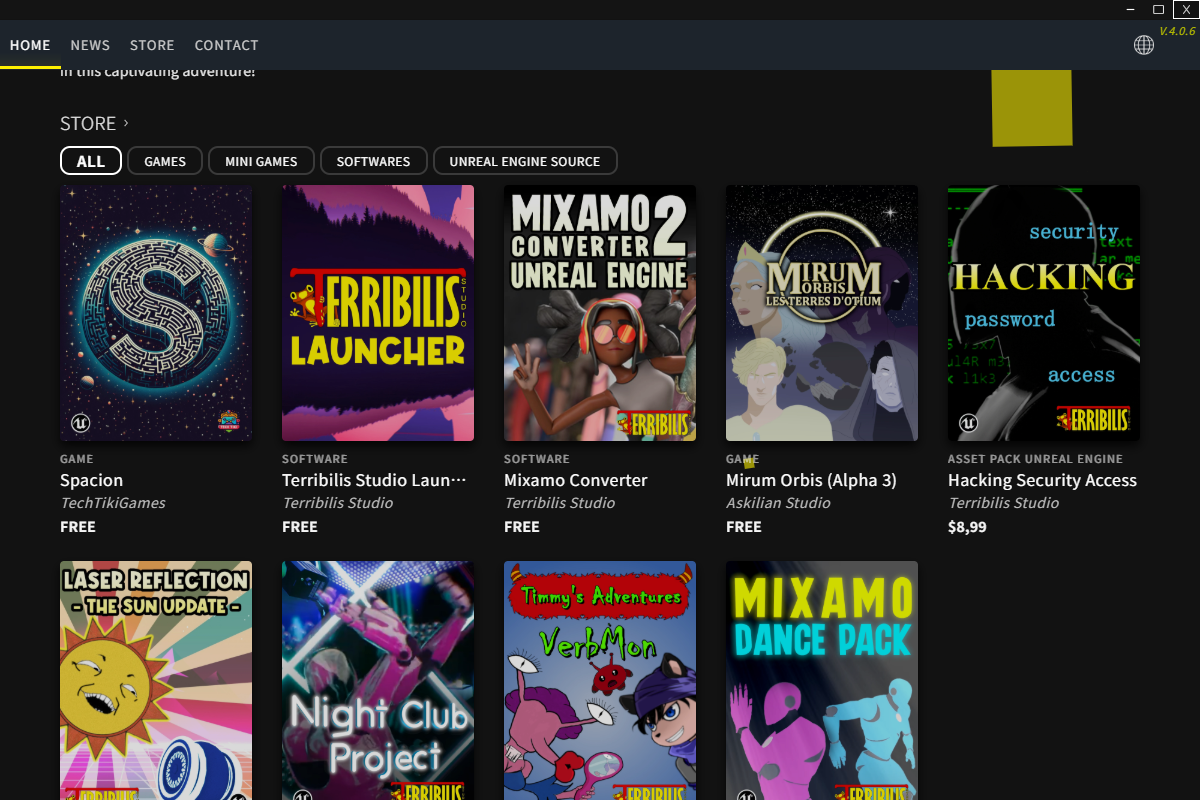 V.4.0.6
HOME NEWS STORE CONTACT
in this captivating adventure!
STORE ›
ALL GAMES MINI GAMES SOFTWARES UNREAL ENGINE SOURCE
TERRIBILIS
STUDIO
LAUNCHER
MIXAMO 2
CONVERTER
UNREAL ENGINE
TERRIBILIS
MIRUM
ORBIS
LES TERRES D'OTIUM
security
text
HACKING
password
access
TERRIBILIS
GAME
Spacion
TechTikiGames
FREE
SOFTWARE
Terribilis Studio Laun···
Terribilis Studio
FREE
SOFTWARE
Mixamo Converter
Terribilis Studio
FREE
GAME
Mirum Orbis (Alpha 3)
Askilian Studio
FREE
ASSET PACK UNREAL ENGINE
Hacking Security Access
Terribilis Studio
$8,99
LASER REFLECTION
- THE SUN UPDATE -
TERRIBILIS
Night Club
Project
TERRIBILIS
Timmy's Adventures
VerbMon
TERRIBILIS
MIXAMO
DANCE PACK
TERRIBILIS